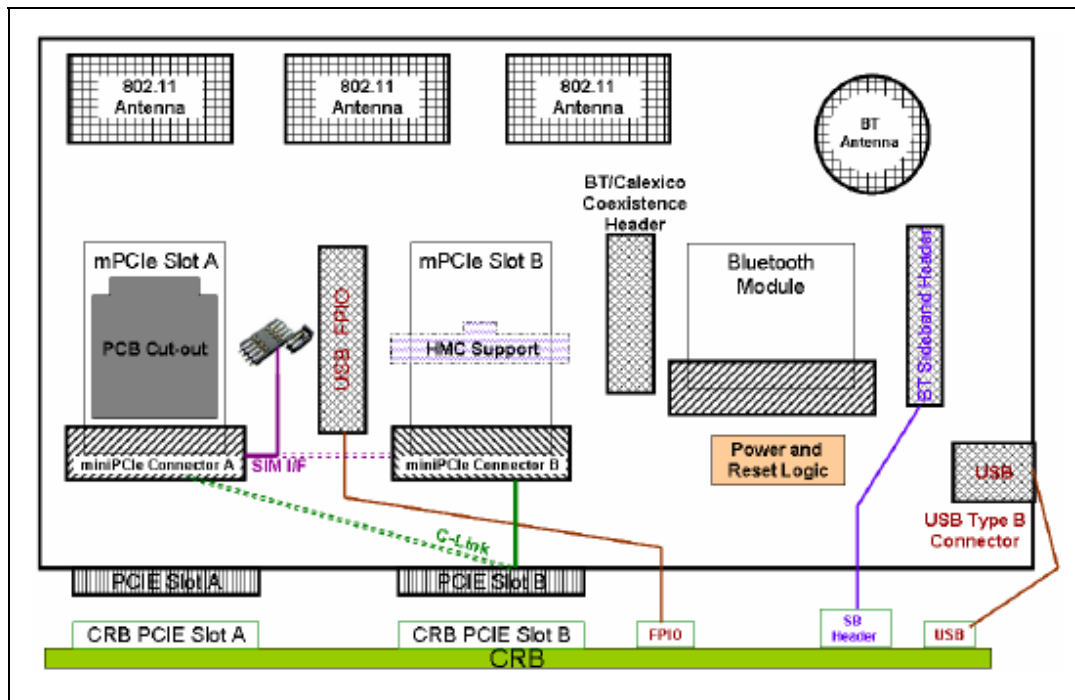 802.11
Antenna
802.11
Antenna
802.11
Antenna
BT
Antenna
BT/Calexico
Coexistence
Header
mPCIe Slot A
PCB Cut-out
USB FPIO
mPCIe Slot B
HMC Support
Bluetooth
Module
BT Sideband Header
miniPCIe Connector A
SIM I/F
miniPCIe Connector B
Power and
Reset Logic
USB
USB Type B
Connector
C-Link
PCIE Slot A
PCIE Slot B
CRB PCIE Slot A
CRB PCIE Slot B
FPIO
SB
Header
USB
CRB